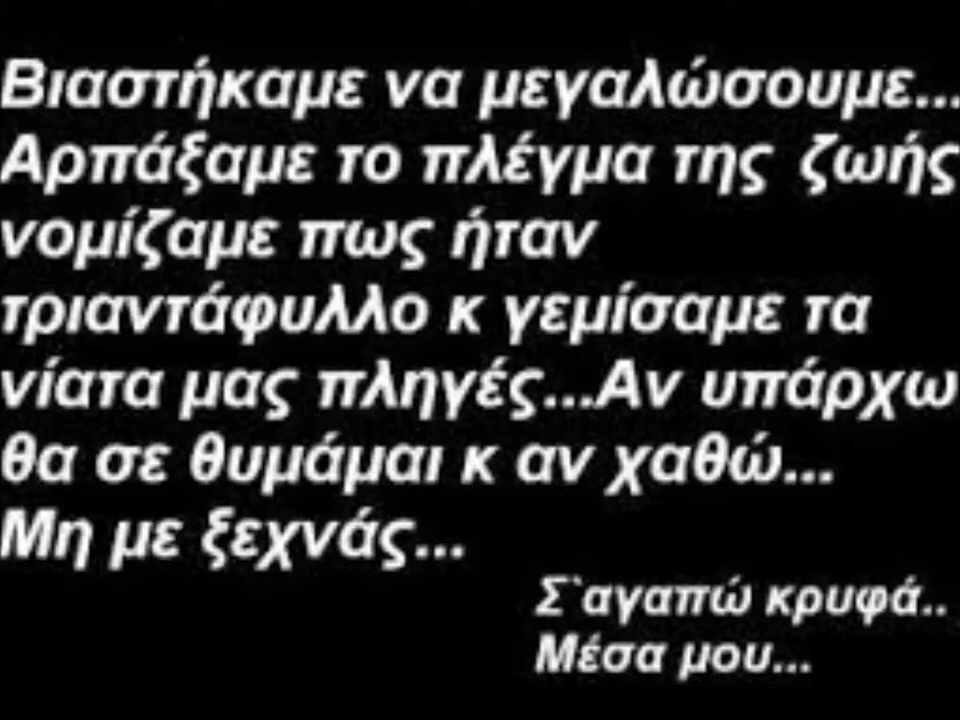 Βιαστήκαμε να μεγαλώσουμε...
Αρπάξαμε το πλέγμα της ζωής
νομίζαμε πως ήταν
τριαντάφυλλο κ γεμίσαμε τα
νίατα μας πληγές...Αν υπάρχω
θα σε θυμάμαι κ αν χαθώ...
Μη με ξεχνάς...
Σ`αγαπώ κρυφά..
Μέσα μου...